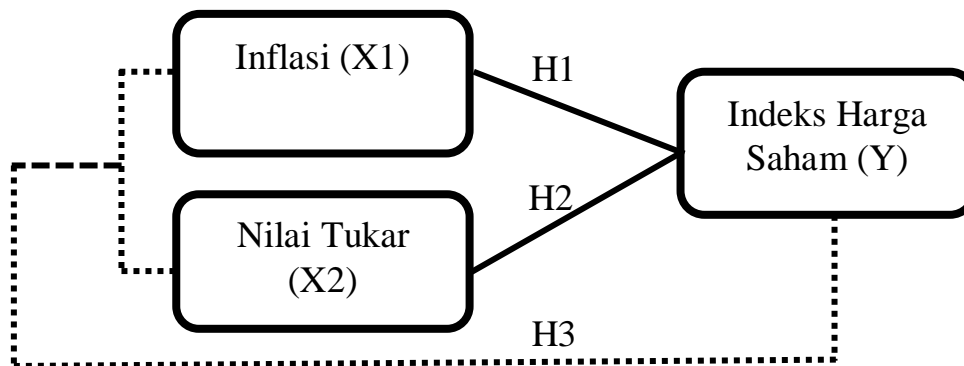 Inflasi (X1)
H1
Indeks Harga
Saham (Y)
H2
Nilai Tukar
(X2)
H3